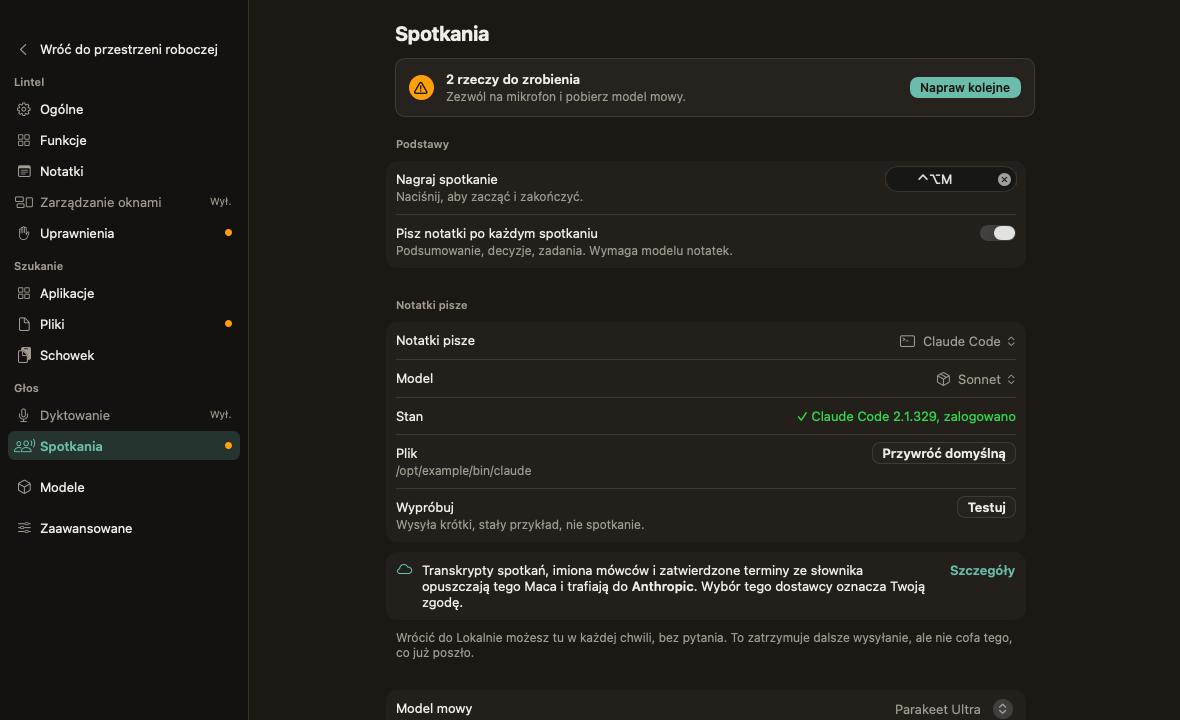 Wróć do przestrzeni roboczej
Lintel
Ogólne
Funkcje
Notatki
Zarządzanie oknami
Wył.
Uprawnienia
Szukanie
Aplikacje
Pliki
Schowek
Głos
Dyktowanie
Wył.
Spotkania
Modele
Zaawansowane
Spotkania
2 rzeczy do zrobienia
Zezwól na mikrofon i pobierz model mowy.
Napraw kolejne
Podstawy
Nagraj spotkanie
Naciśnij, aby zacząć i zakończyć.
⌃⌥M
Pisz notatki po każdym spotkaniu
Podsumowanie, decyzje, zadania. Wymaga modelu notatek.
Notatki pisze
Notatki pisze
Claude Code
Model
Sonnet
Stan
✓ Claude Code 2.1.329, zalogowano
Plik
/opt/example/bin/claude
Przywróć domyślną
Wypróbuj
Wysyła krótki, stały przykład, nie spotkanie.
Testuj
Transkrypty spotkań, imiona mówców i zatwierdzone terminy ze słownika
opuszczają tego Maca i trafiają do Anthropic. Wybór tego dostawcy oznacza Twoją
zgodę.
Szczegóły
Wrócić do Lokalnie możesz tu w każdej chwili, bez pytania. To zatrzymuje dalsze wysyłanie, ale nie cofa tego,
co już poszło.
Model mowy
Parakeet Ultra